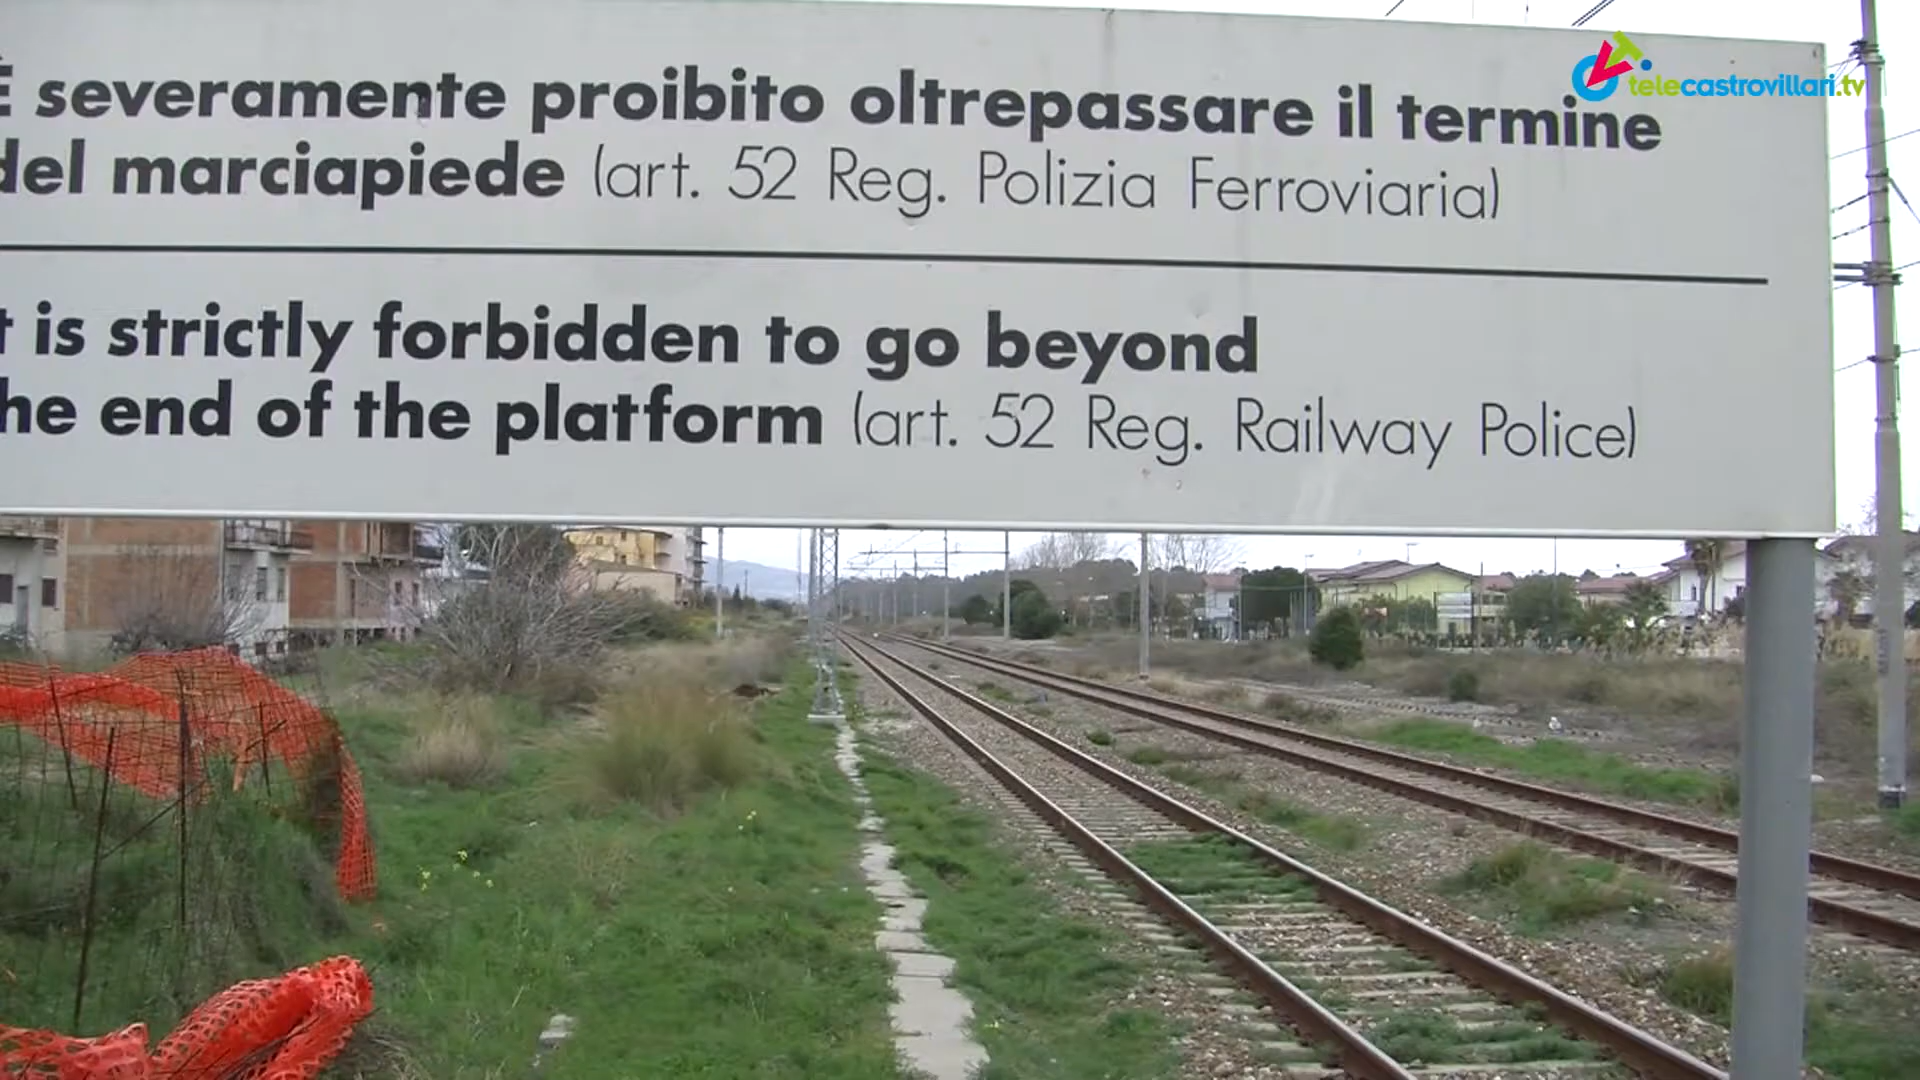 È severamente proibito oltrepassare il termine
del marciapiede (art. 52 Reg. Polizia Ferroviaria)
t is strictly forbidden to go beyond
he end of the platform (art. 52 Reg. Railway Police)
telecastrovillari.tv